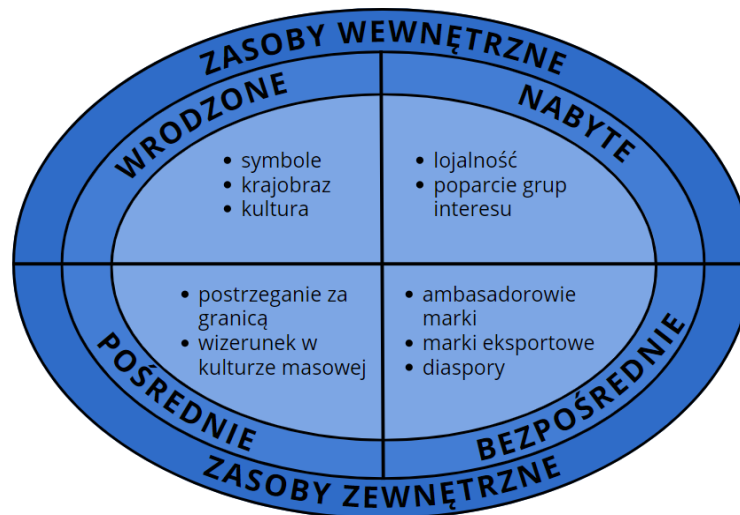 ZASOBY WEWNĘTRZNE
WRODZONE
NABYTE
• symbole
• krajobraz
• kultura
• lojalność
• poparcie grup
interesu
• postrzeganie za
granicą
• wizerunek w
kulturze masowej
• ambasadorowie
marki
• marki eksportowe
• diaspory
POŚREDNIE
BEZPOŚREDNIE
ZASOBY ZEWNĘTRZNE